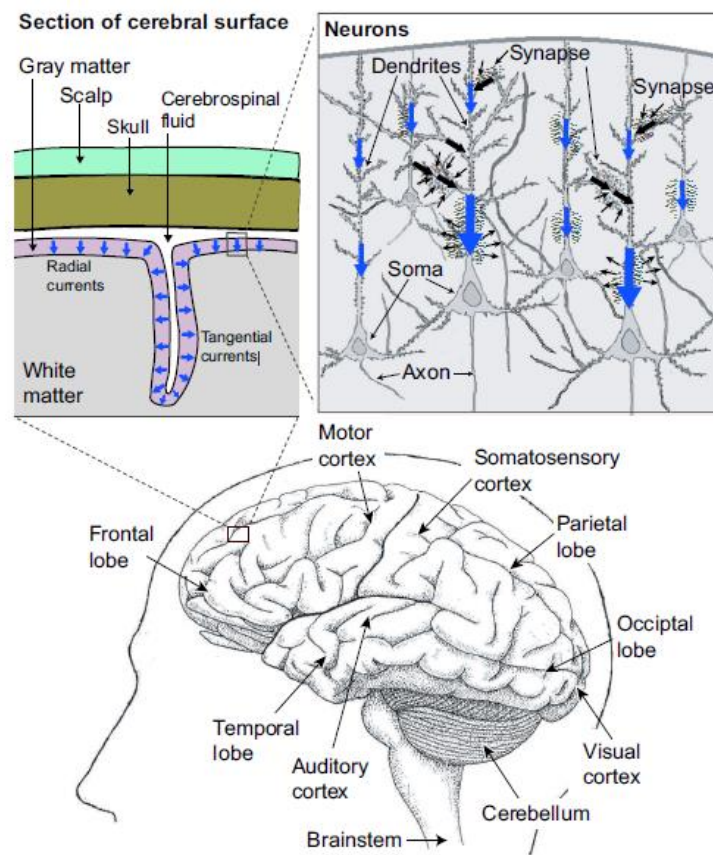 Section of cerebral surface
Gray matter
Scalp
Skull
Cerebrospinal
fluid
Radial
currents
Tangential
currents|
White
matter
Neurons
Dendrites
Synapse
Synapse
Soma
Axon
Motor
cortex
Somatosensory
cortex
Frontal
lobe
Parietal
lobe
Occiptal
lobe
Temporal
lobe
Auditory
cortex
Visual
cortex
Cerebellum
Brainstem